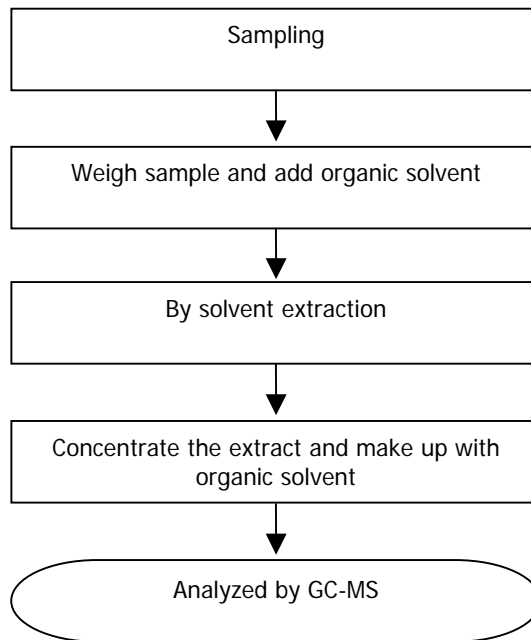 Sampling
Weigh sample and add organic solvent
By solvent extraction
Concentrate the extract and make up with
organic solvent
Analyzed by GC-MS